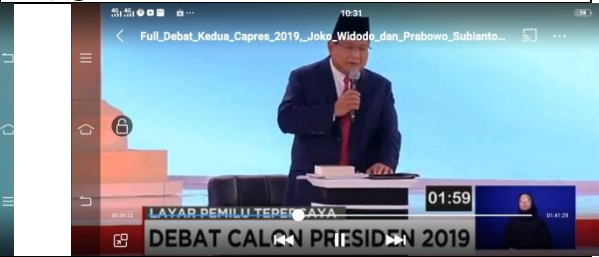 10:31
Full_Debat_Kedua_Capres_2019,_Joko_Widodo_dan_Prabowo_Subianto...
01:59
01:41:29
LAYAR PEMILU TEPERCAYA
DEBAT CALON PRESIDEN 2019